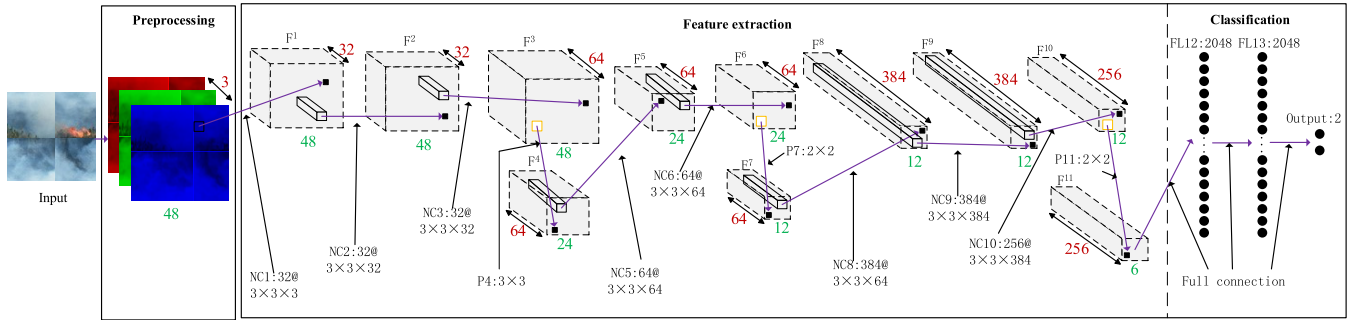 Preprocessing
Feature extraction
Classification
Input
3
48
F1
32
48
NC1:32@
3×3×3
F2
32
48
NC2:32@
3×3×32
F3
64
48
NC3:32@
3×3×32
F4
64
24
P4:3×3
F5
64
24
NC5:64@
3×3×64
F6
64
24
NC6:64@
3×3×64
F7
64
12
P7:2×2
F8
384
12
NC8:384@
3×3×64
F9
384
12
NC9:384@
3×3×384
F10
256
12
NC10:256@
3×3×384
F11
256
6
P11:2×2
FL12:2048
FL13:2048
Output:2
Full connection